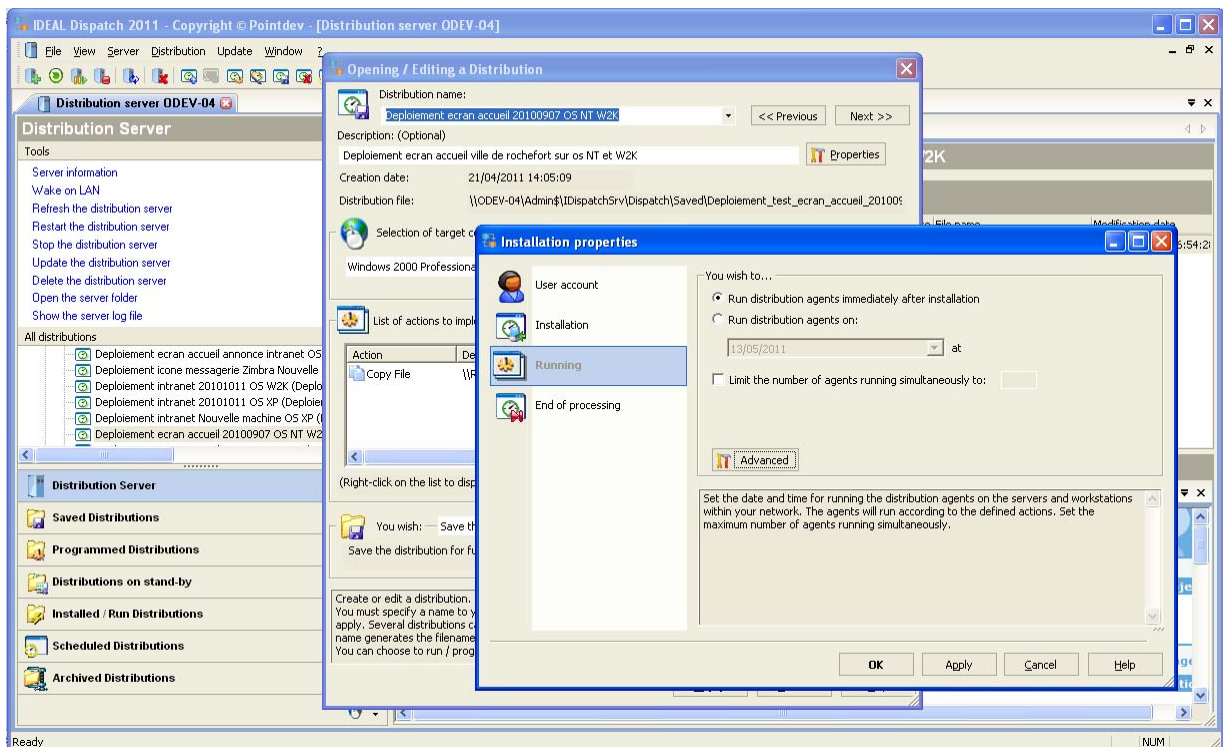 IDEAL Dispatch 2011 - Copyright © Pointdev - [Distribution server ODEV-04]
File View Server Distribution Update Window ?
Distribution server ODEV-04
Distribution Server
Tools
Server information
Wake on LAN
Refresh the distribution server
Restart the distribution server
Stop the distribution server
Update the distribution server
Delete the distribution server
Open the server folder
Show the server log file
All distributions
Deploiement ecran accueil annonce intranet OS
Deploiement icone messagerie Zimbra Nouvelle
Deploiement intranet 20101011 OS W2K (Deplo
Deploiement intranet 20101011 OS XP (Deploie
Deploiement intranet Nouvelle machine OS XP (
Deploiement ecran accueil 20100907 OS NT W2
Distribution Server
Saved Distributions
Programmed Distributions
Distributions on stand-by
Installed / Run Distributions
Scheduled Distributions
Archived Distributions
Opening / Editing a Distribution
Distribution name:
Deploiement ecran accueil 20100907 OS NT W2K
<< Previous
Next >>
Description: (Optional)
Deploiement ecran accueil ville de rochefort sur os NT et W2K
Properties
Creation date: 21/04/2011 14:05:09
Distribution file: \\ODEV-04\Admin$\IDispatchSrv\Dispatch\Saved\Deploiement_test_ecran_accueil_201009
Selection of target c
Windows 2000 Professiona
List of actions to imple
Action De
Copy File \\R
(Right-click on the list to disp
You wish: Save th
Save the distribution for fu
Create or edit a distribution.
You must specify a name to y
apply. Several distributions c
name generates the filename
You can choose to run / prog
2K
File name
Modification date
6:54:2
Installation properties
User account
Installation
Running
End of processing
You wish to...
Run distribution agents immediately after installation
Run distribution agents on:
13/05/2011 at
Limit the number of agents running simultaneously to:
Advanced
Set the date and time for running the distribution agents on the servers and workstations
within your network. The agents will run according to the defined actions. Set the
maximum number of agents running simultaneously.
OK
Apply
Cancel
Help
Ready
NUM